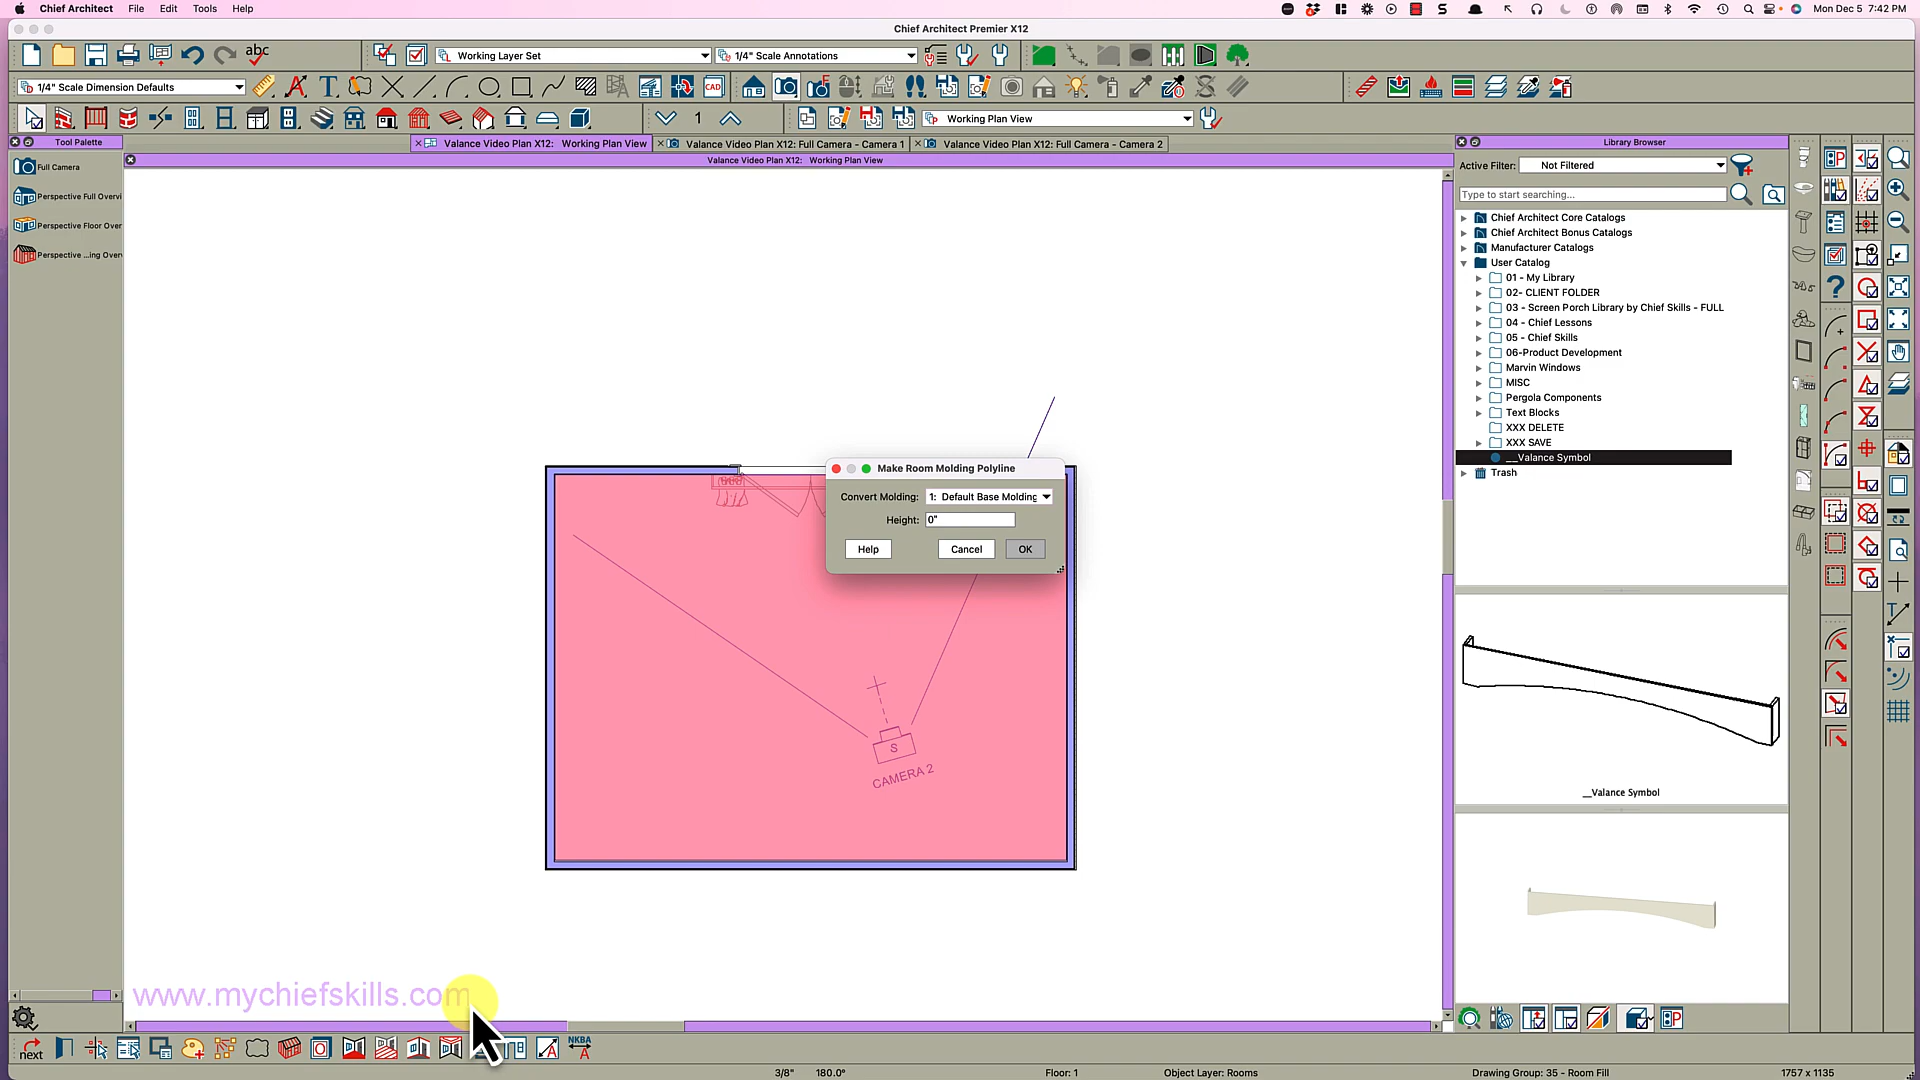 Chief Architect File Edit Tools Help
Mon Dec 5 7:42 PM
Chief Architect Premier X12
abc
Working Layer Set
1/4" Scale Annotations
1/4" Scale Dimension Defaults
CAD
1
Working Plan View
Tool Palette
Valance Video Plan X12: Working Plan View
Valance Video Plan X12: Full Camera - Camera 1
Valance Video Plan X12: Full Camera - Camera 2
Library Browser
Valance Video Plan X12: Working Plan View
Full Camera
Perspective Full Overvi
Perspective Floor Over
Perspective ...ing Over
Active Filter: Not Filtered
Type to start searching...
Chief Architect Core Catalogs
Chief Architect Bonus Catalogs
Manufacturer Catalogs
User Catalog
01 - My Library
02- CLIENT FOLDER
03 - Screen Porch Library by Chief Skills - FULL
04 - Chief Lessons
05 - Chief Skills
06-Product Development
Marvin Windows
MISC
Pergola Components
Text Blocks
XXX DELETE
XXX SAVE
__Valance Symbol
Trash
Make Room Molding Polyline
Convert Molding: 1: Default Base Molding
Height: 0"
Help Cancel OK
S
CAMERA 2
__Valance Symbol
www.mychiefskills.com
next
NKBA
A
3/8" 180.0° Floor: 1 Object Layer: Rooms Drawing Group: 35 - Room Fill 1757 x 1135